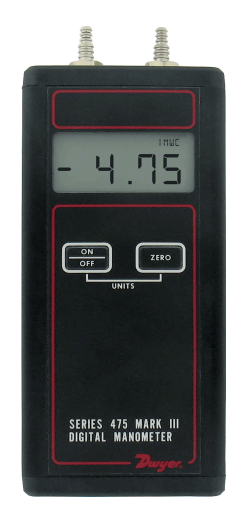 INWC
- 4.75
ON
OFF
ZERO
UNITS
SERIES 475 MARK III
DIGITAL MANOMETER
Dwyer.